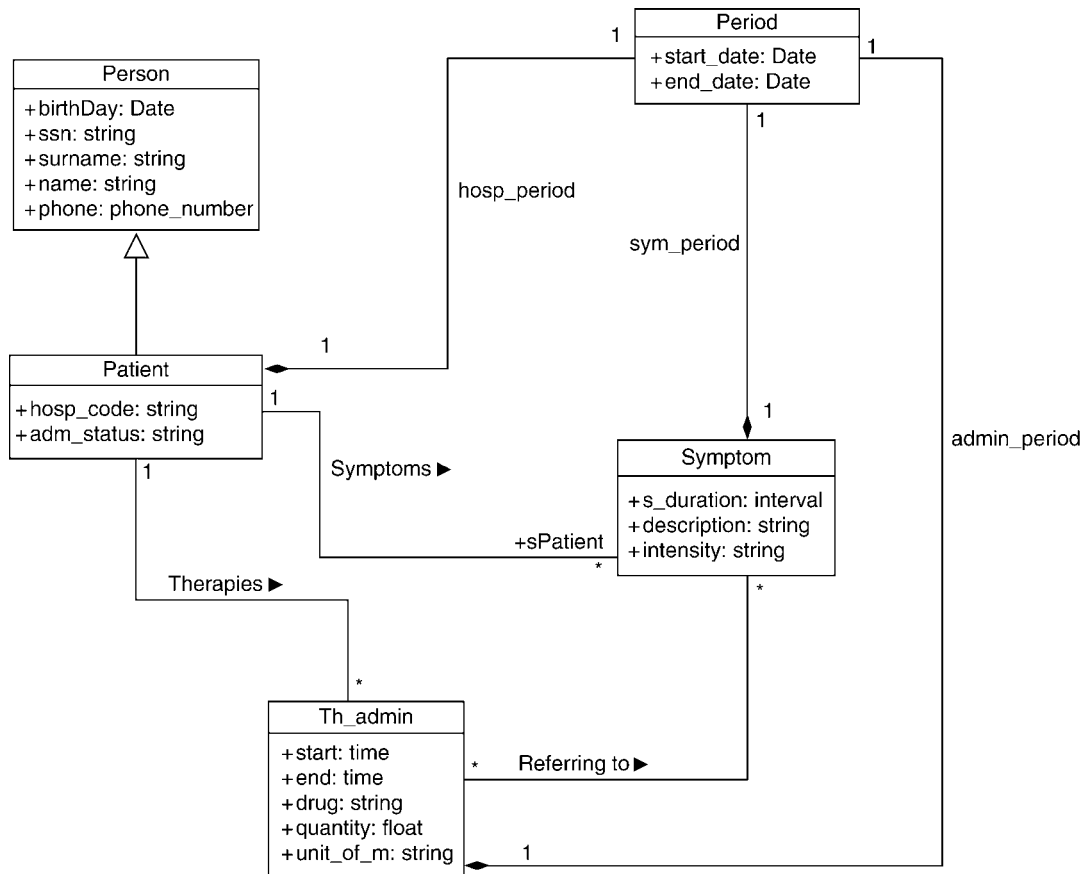 Period
+start_date: Date
+end_date: Date
1
1
1
Person
+birthDay: Date
+ssn: string
+surname: string
+name: string
+phone: phone_number
hosp_period
sym_period
admin_period
1
Patient
+hosp_code: string
+adm_status: string
1
1
Symptoms ►
+sPatient
*
1
Symptom
+s_duration: interval
+description: string
+intensity: string
*
Therapies ►
*
Th_admin
+start: time
+end: time
+drug: string
+quantity: float
+unit_of_m: string
*
Referring to ►
1